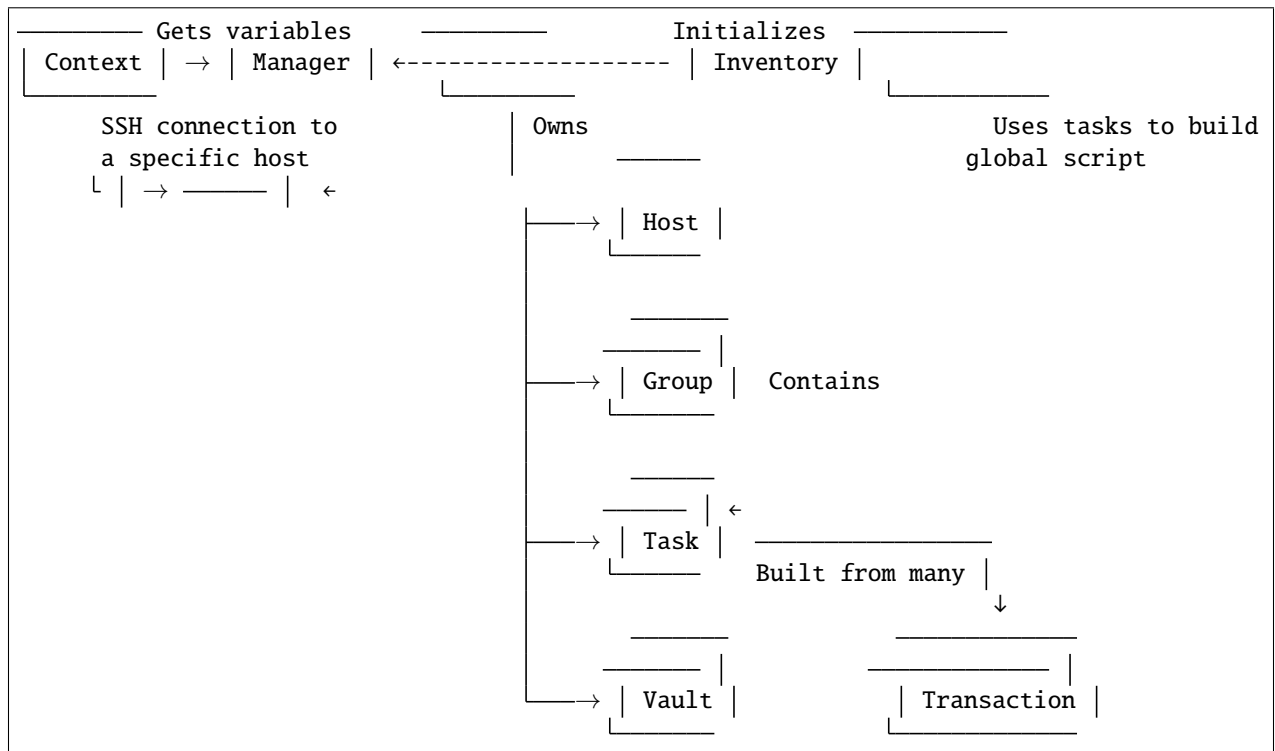 Gets variables Initializes
Context → Manager ← Inventory
SSH connection to Owns Uses tasks to build
a specific host global script
→ ←
→ Host
→ Group Contains
←
→ Task
Built from many
↓
→ Vault Transaction